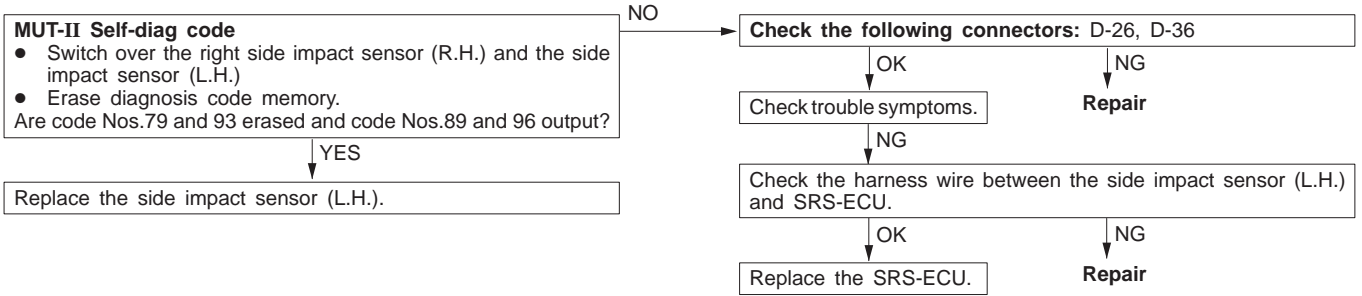 MUT-II Self-diag code
● Switch over the right side impact sensor (R.H.) and the side
impact sensor (L.H.)
● Erase diagnosis code memory.
Are code Nos.79 and 93 erased and code Nos.89 and 96 output?
NO
YES
Replace the side impact sensor (L.H.).
Check the following connectors: D-26, D-36
OK
NG
Check trouble symptoms.
Repair
NG
Check the harness wire between the side impact sensor (L.H.)
and SRS-ECU.
OK
NG
Replace the SRS-ECU.
Repair